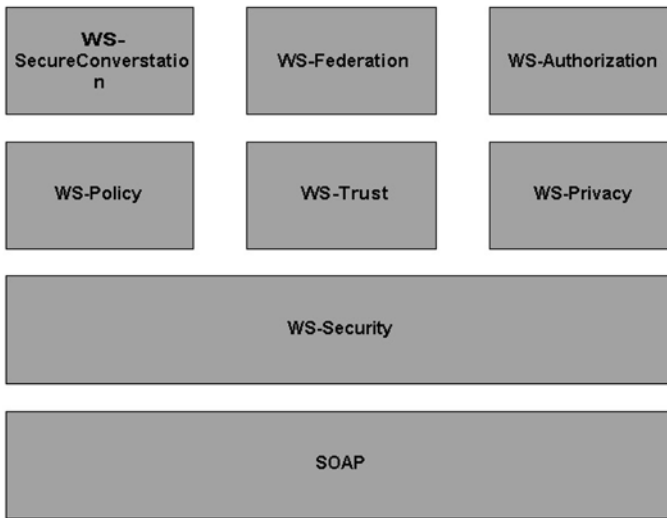 WS-
SecureConverstatio
n
WS-Federation
WS-Authorization
WS-Policy
WS-Trust
WS-Privacy
WS-Security
SOAP